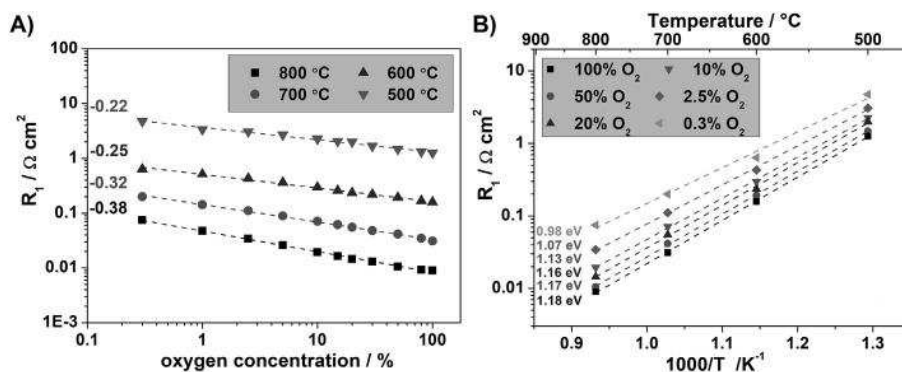 A)
100
10
1
0.1
0.01
1E-3
R1 / Ω cm2
800 °C
600 °C
700 °C
500 °C
-0.22
-0.25
-0.32
-0.38
0.1
1
10
100
oxygen concentration / %
B)
Temperature / °C
900 800 700 600 500
10
1
0.1
0.01
R1 / Ω cm2
100% O2
10% O2
50% O2
2.5% O2
20% O2
0.3% O2
0.98 eV
1.07 eV
1.13 eV
1.16 eV
1.17 eV
1.18 eV
0.9 1.0 1.1 1.2 1.3
1000/T /K-1